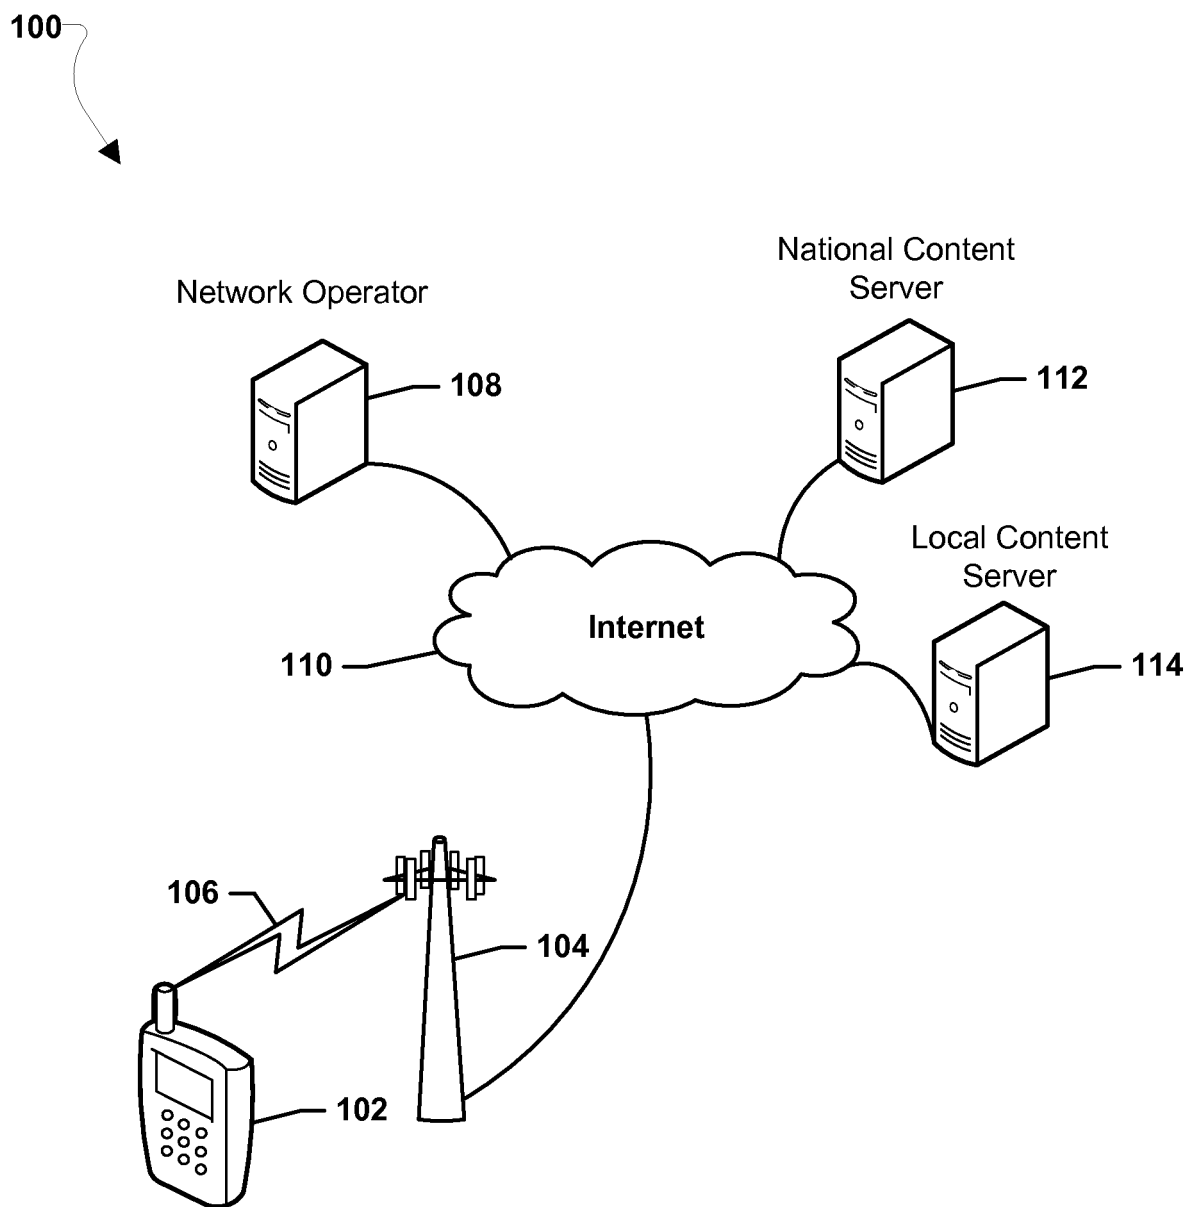 100
National Content
Server
Network Operator
108
112
Local Content
Server
Internet
110
114
106
104
102